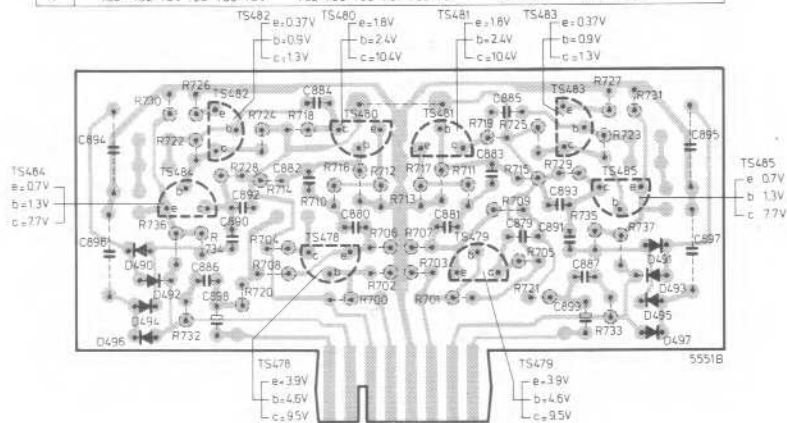 TS482
e=0.37V
b=0.9V
c=1.3V
TS480
e=1.8V
b=2.4V
c=10.4V
TS481
e=1.8V
b=2.4V
c=10.4V
TS483
e=0.37V
b=0.9V
c=1.3V
TS484
e=0.7V
b=1.3V
c=7.7V
TS485
e 0.7V
b 1.3V
c 7.7V
R726
R730
TS482
C884
TS480
TS481
C885
TS483
R727
R731
C894
e
b
c
R724
R718
c
e
b
e
c
b
R719
R725
e
b
c
R723
C895
R722
TS484
R728
R714
C882
R716
R712
R717
R711
C883
R715
R729
TS485
b
e
c
C892
R710
R713
R709
C893
c
e
b
R736
R734
C890
C880
C881
C879
C891
R735
R737
C896
D490
R704
TS478
R706
R707
TS479
R705
D491
C897
c
e
b
b
e
c
D492
C886
R708
R702
R703
C887
D493
D494
C898
R720
R700
R701
R721
C899
D495
D496
R732
R733
D497
5551B
TS478
e=3.9V
b=4.6V
c=9.5V
TS479
e=3.9V
b=4.6V
c=9.5V